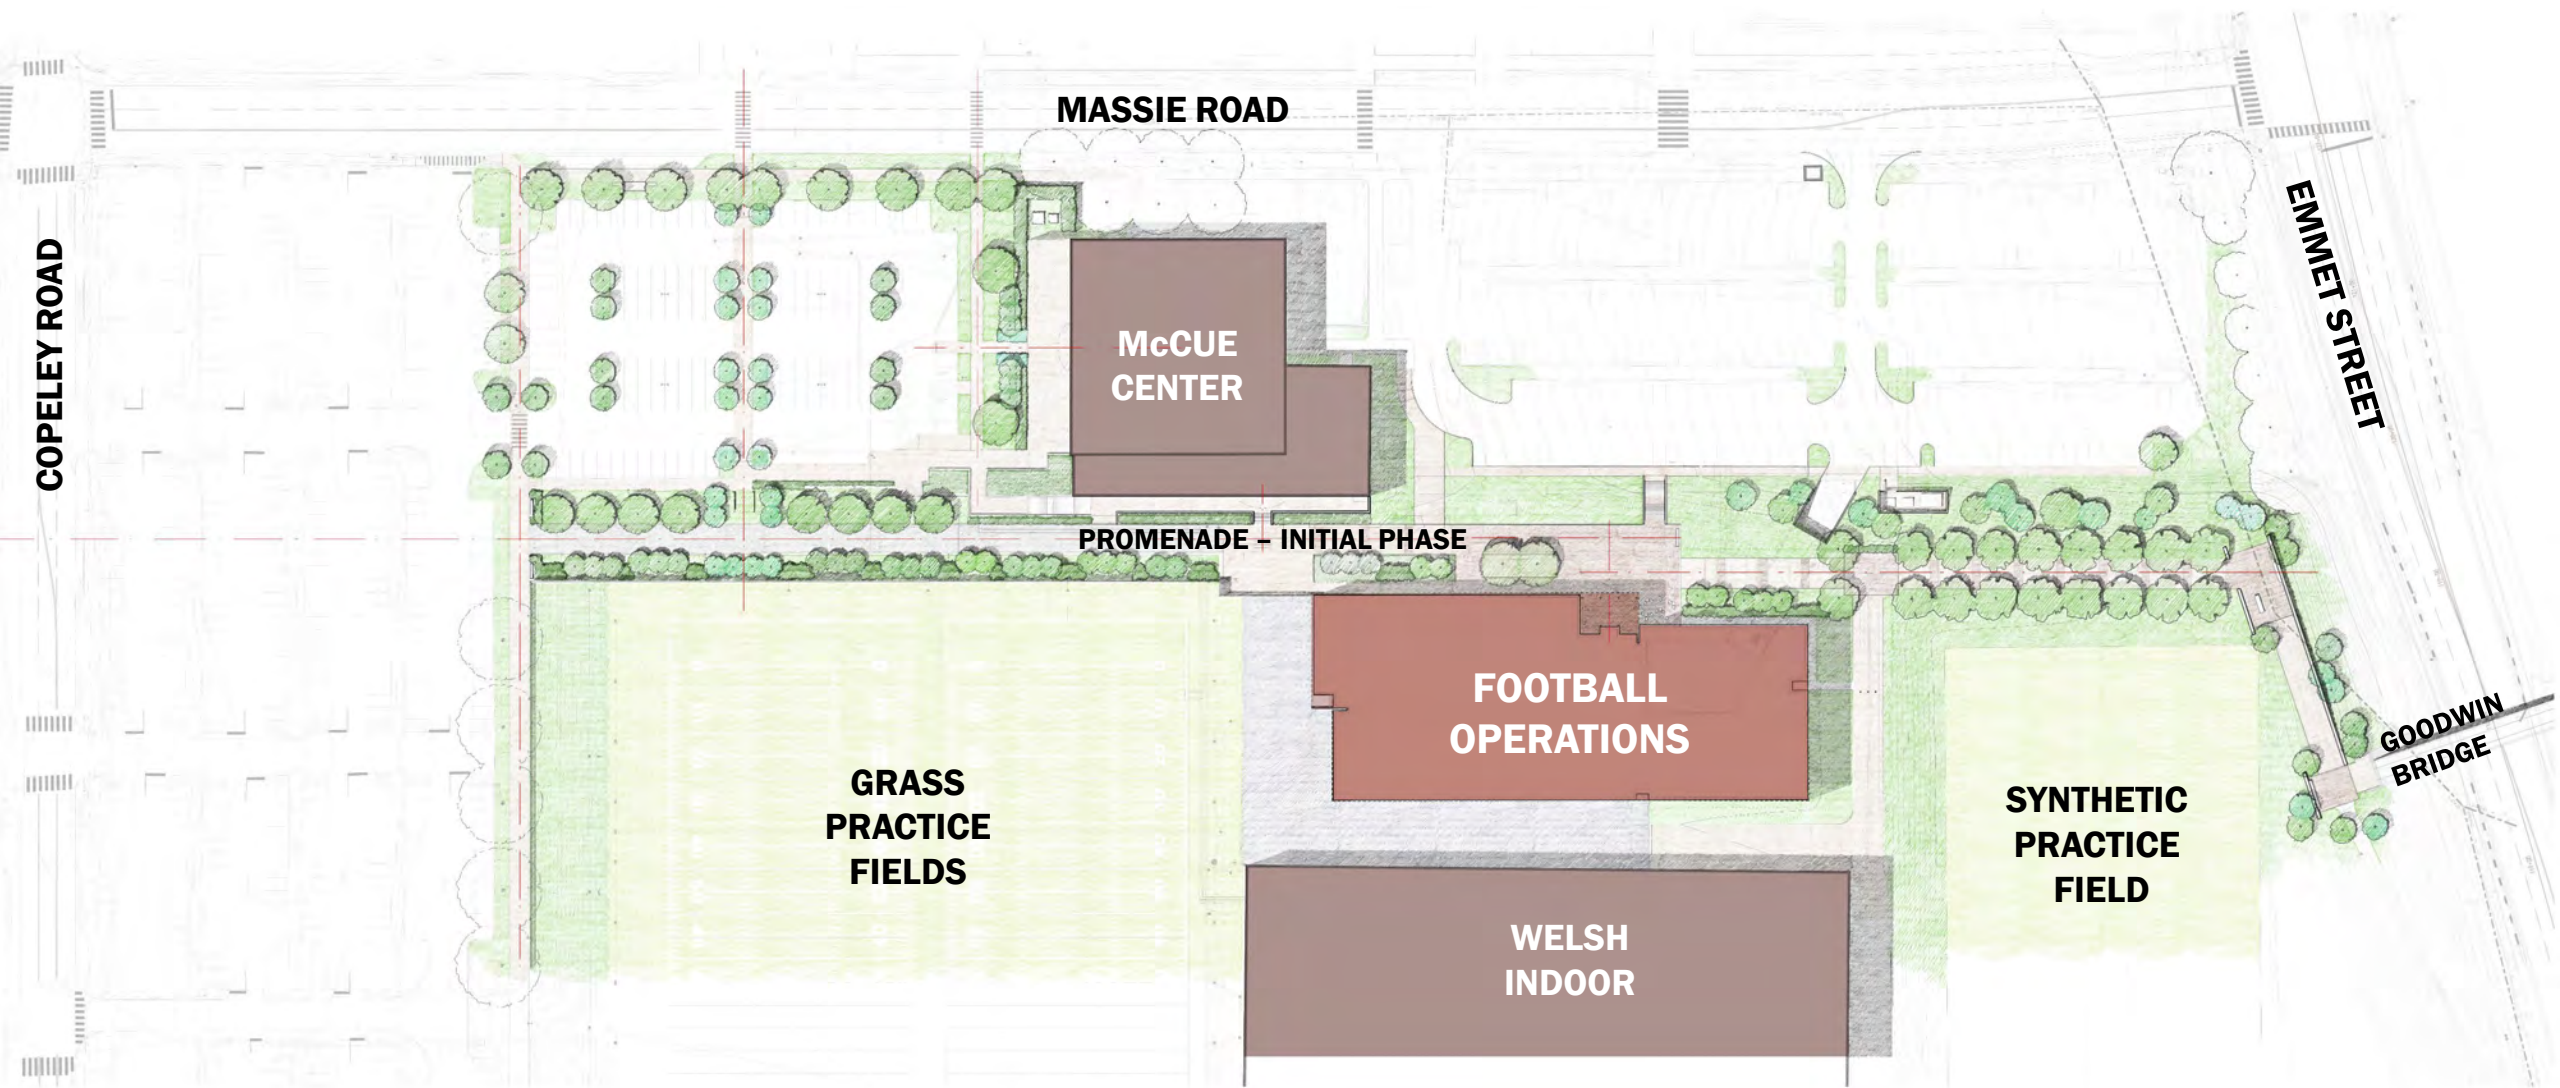 MASSIE ROAD
EMMET STREET
COPELEY ROAD
McCUE
CENTER
PROMENADE – INITIAL PHASE
FOOTBALL
OPERATIONS
GOODWIN
BRIDGE
GRASS
PRACTICE
FIELDS
SYNTHETIC
PRACTICE
FIELD
WELSH
INDOOR